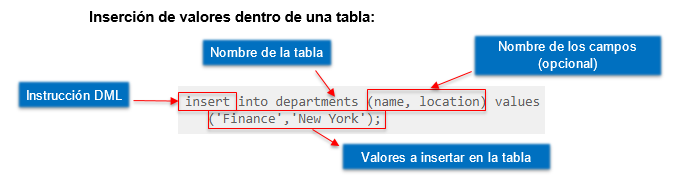 Inserción de valores dentro de una tabla:
Nombre de la tabla
Nombre de los campos
(opcional)
Instrucción DML
insert into departments (name, location) values
('Finance','New York');
Valores a insertar en la tabla